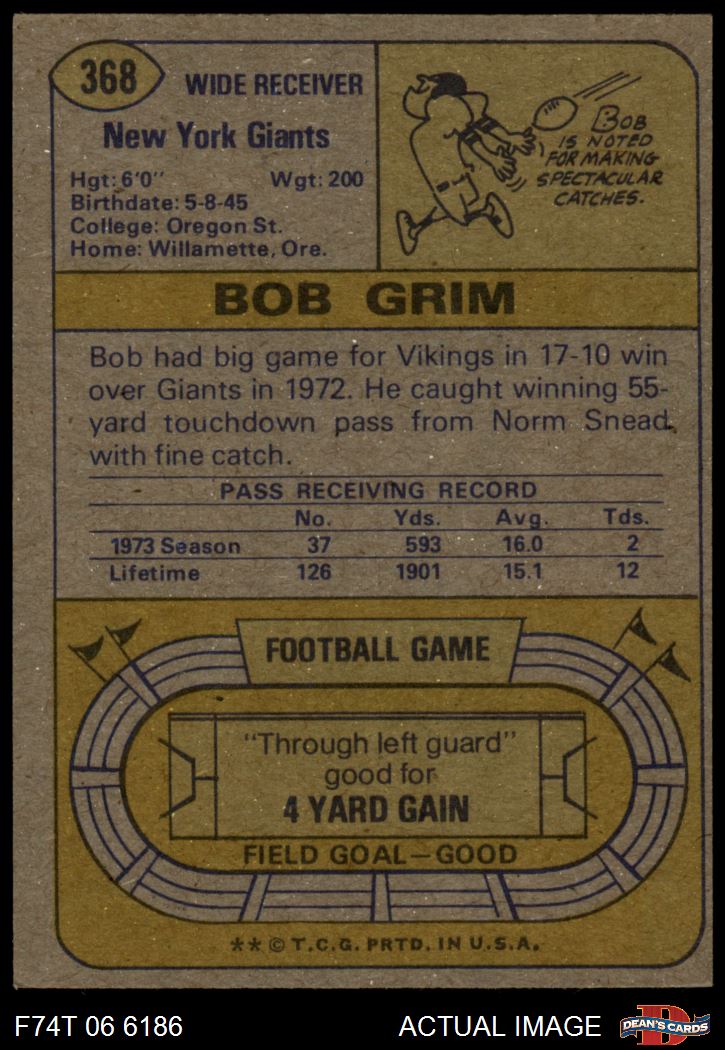 368
WIDE RECEIVER
New York Giants
Hgt: 6'0" Wgt: 200
Birthdate: 5-8-45
College: Oregon St.
Home: Willamette, Ore.
BOB
IS NOTED
FOR MAKING
SPECTACULAR
CATCHES.
BOB GRIM
Bob had big game for Vikings in 17-10 win
over Giants in 1972. He caught winning 55-
yard touchdown pass from Norm Snead
with fine catch.
PASS RECEIVING RECORD
No. Yds. Avg. Tds.
1973 Season 37 593 16.0 2
Lifetime 126 1901 15.1 12
FOOTBALL GAME
"Through left guard"
good for
4 YARD GAIN
FIELD GOAL—GOOD
** © T.C.G. PRTD. IN U.S.A.
F74T 06 6186 ACTUAL IMAGE
D
DEAN'S CARDS